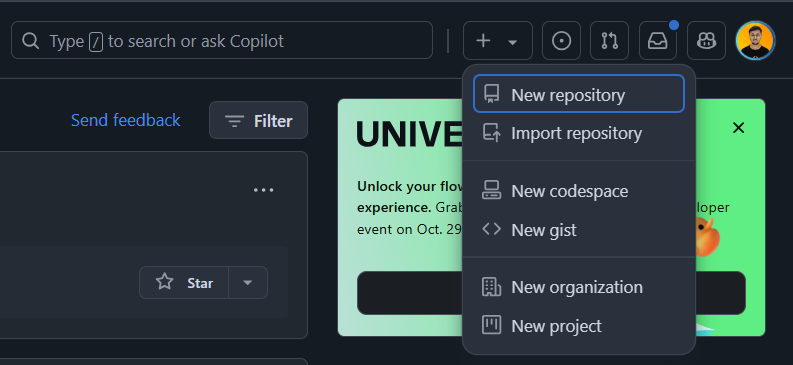 Type / to search or ask Copilot
Send feedback
Filter
Star
UNIVE
Unlock your flow
experience. Grab
loper
event on Oct. 29
New repository
Import repository
New codespace
New gist
New organization
New project